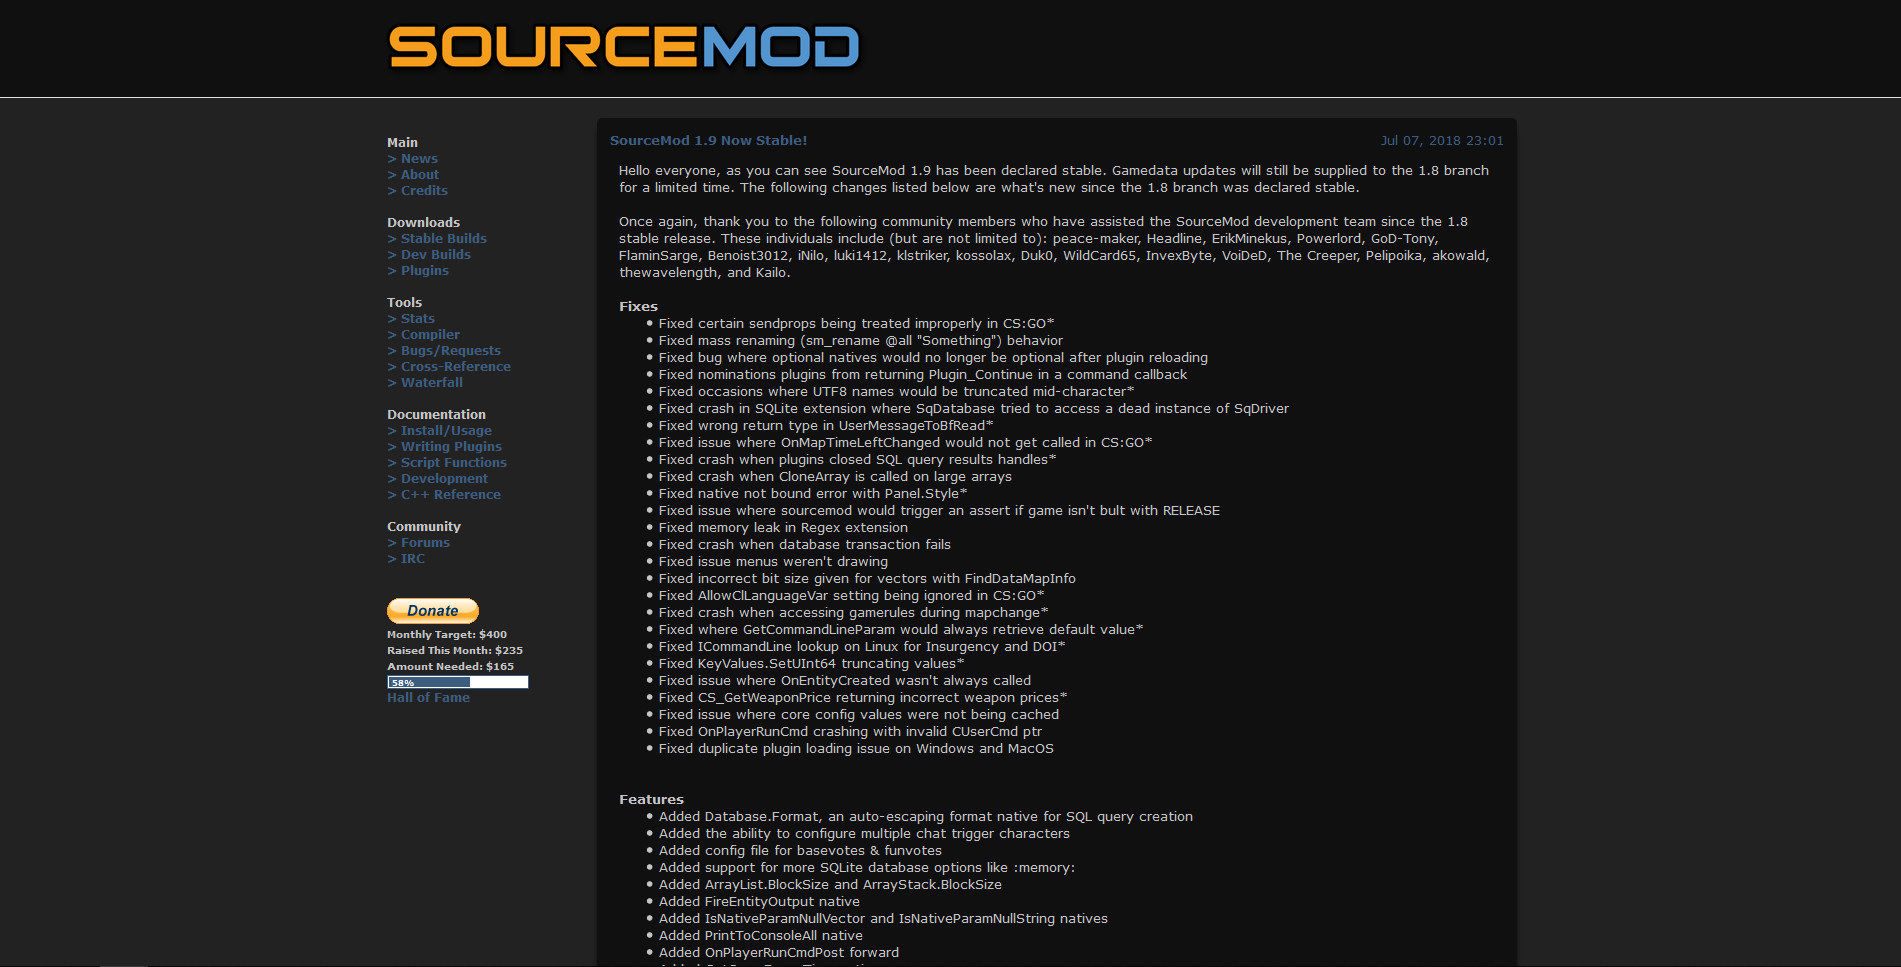 SOURCEMOD
Main
> News
> About
> Credits
Downloads
> Stable Builds
> Dev Builds
> Plugins
Tools
> Stats
> Compiler
> Bugs/Requests
> Cross-Reference
> Waterfall
Documentation
> Install/Usage
> Writing Plugins
> Script Functions
> Development
> C++ Reference
Community
> Forums
> IRC
Donate
Monthly Target: $400
Raised This Month: $235
Amount Needed: $165
58%
Hall of Fame
SourceMod 1.9 Now Stable! Jul 07, 2018 23:01
Hello everyone, as you can see SourceMod 1.9 has been declared stable. Gamedata updates will still be supplied to the 1.8 branch
for a limited time. The following changes listed below are what's new since the 1.8 branch was declared stable.
Once again, thank you to the following community members who have assisted the SourceMod development team since the 1.8
stable release. These individuals include (but are not limited to): peace-maker, Headline, ErikMinekus, Powerlord, GoD-Tony,
FlaminSarge, Benoist3012, iNilo, luki1412, klstriker, kossolax, Duk0, WildCard65, InvexByte, VoiDeD, The Creeper, Pelipoika, akowald,
thewavelength, and Kailo.
Fixes
• Fixed certain sendprops being treated improperly in CS:GO*
• Fixed mass renaming (sm_rename @all "Something") behavior
• Fixed bug where optional natives would no longer be optional after plugin reloading
• Fixed nominations plugins from returning Plugin_Continue in a command callback
• Fixed occasions where UTF8 names would be truncated mid-character*
• Fixed crash in SQLite extension where SqDatabase tried to access a dead instance of SqDriver
• Fixed wrong return type in UserMessageToBfRead*
• Fixed issue where OnMapTimeLeftChanged would not get called in CS:GO*
• Fixed crash when plugins closed SQL query results handles*
• Fixed crash when CloneArray is called on large arrays
• Fixed native not bound error with Panel.Style*
• Fixed issue where sourcemod would trigger an assert if game isn't bult with RELEASE
• Fixed memory leak in Regex extension
• Fixed crash when database transaction fails
• Fixed issue menus weren't drawing
• Fixed incorrect bit size given for vectors with FindDataMapInfo
• Fixed AllowClLanguageVar setting being ignored in CS:GO*
• Fixed crash when accessing gamerules during mapchange*
• Fixed where GetCommandLineParam would always retrieve default value*
• Fixed ICommandLine lookup on Linux for Insurgency and DOI*
• Fixed KeyValues.SetUInt64 truncating values*
• Fixed issue where OnEntityCreated wasn't always called
• Fixed CS_GetWeaponPrice returning incorrect weapon prices*
• Fixed issue where core config values were not being cached
• Fixed OnPlayerRunCmd crashing with invalid CUserCmd ptr
• Fixed duplicate plugin loading issue on Windows and MacOS
Features
• Added Database.Format, an auto-escaping format native for SQL query creation
• Added the ability to configure multiple chat trigger characters
• Added config file for basevotes & funvotes
• Added support for more SQLite database options like :memory:
• Added ArrayList.BlockSize and ArrayStack.BlockSize
• Added FireEntityOutput native
• Added IsNativeParamNullVector and IsNativeParamNullString natives
• Added PrintToConsoleAll native
• Added OnPlayerRunCmdPost forward